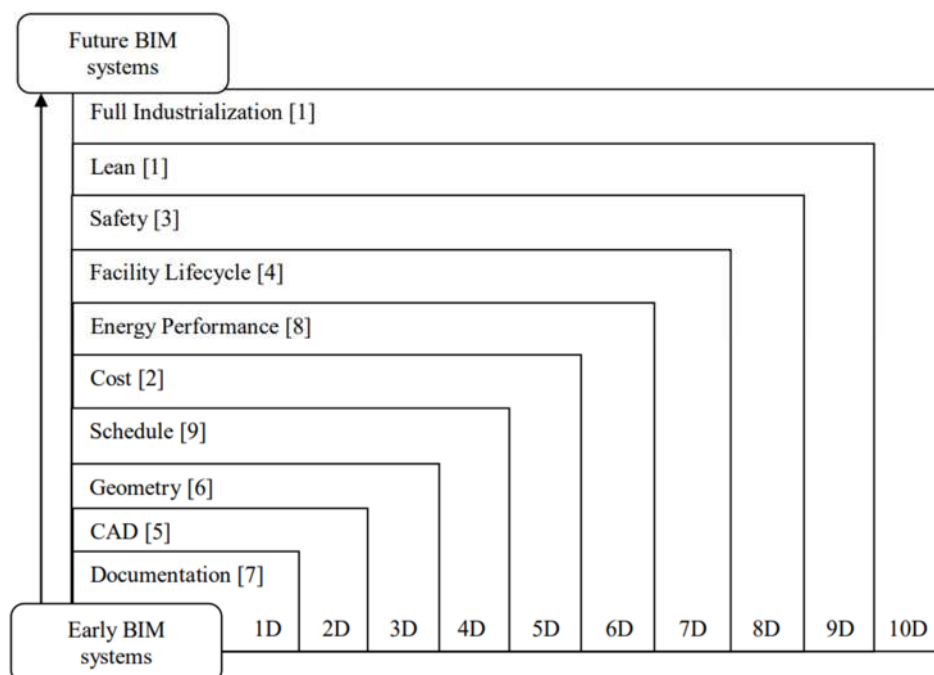 Future BIM
systems
Full Industrialization [1]
Lean [1]
Safety [3]
Facility Lifecycle [4]
Energy Performance [8]
Cost [2]
Schedule [9]
Geometry [6]
CAD [5]
Documentation [7]
Early BIM
systems
1D 2D 3D 4D 5D 6D 7D 8D 9D 10D